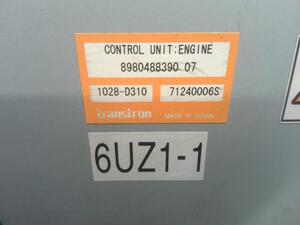 CONTROL UNIT:ENGINE
8980488390 07
1028-D310 71240006S
transtron MADE IN JAPAN
6UZ1-1